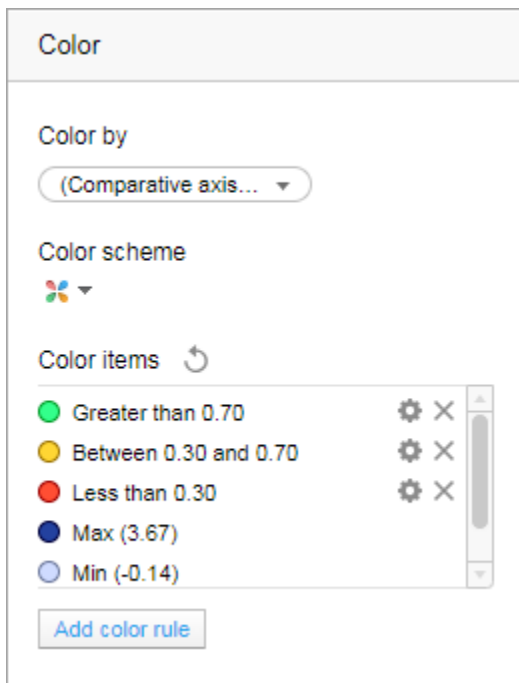 Color
Color by
(Comparative axis...
Color scheme
Color items
Greater than 0.70
Between 0.30 and 0.70
Less than 0.30
Max (3.67)
Min (-0.14)
Add color rule